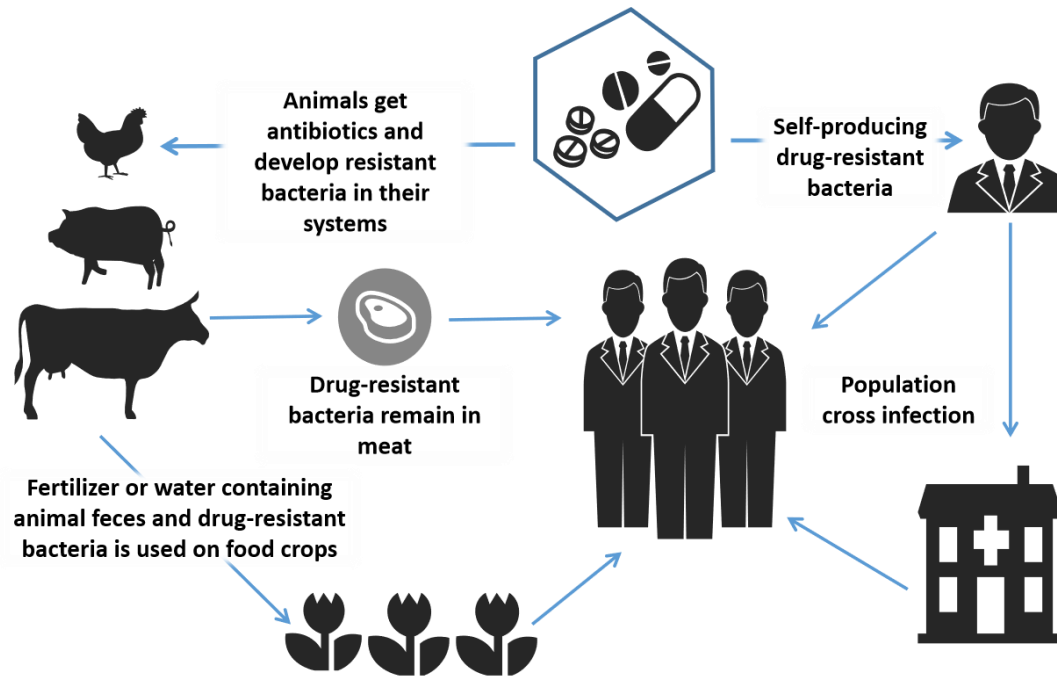 Animals get
antibiotics and
develop resistant
bacteria in their
systems
Self-producing
drug-resistant
bacteria
Drug-resistant
bacteria remain in
meat
Population
cross infection
Fertilizer or water containing
animal feces and drug-resistant
bacteria is used on food crops